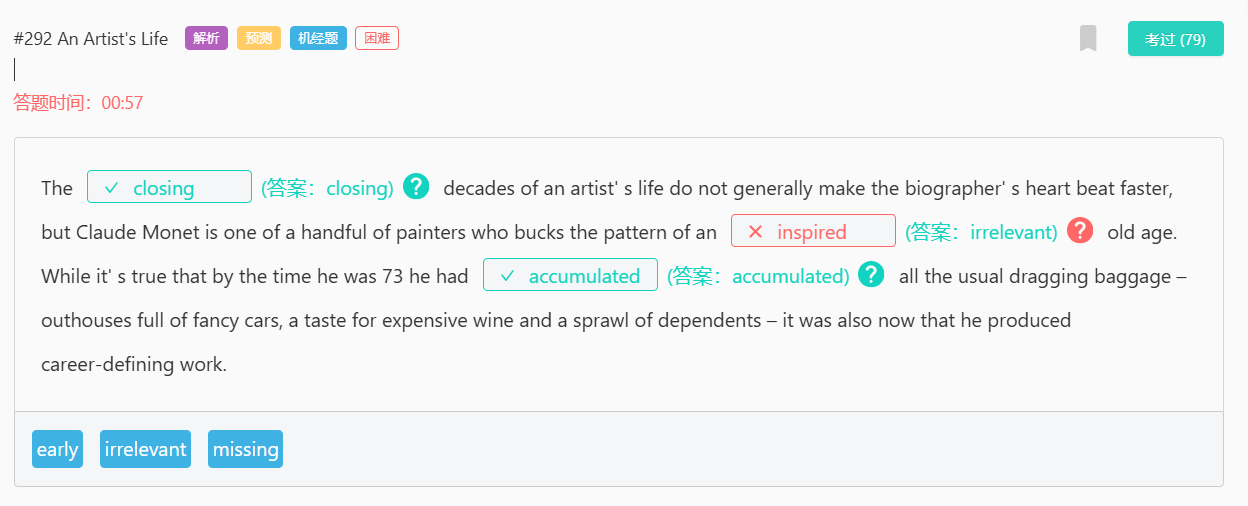 #292 An Artist's Life 解析 预测 机经题 困难 考过 (79)
答题时间：00:57
The ✓ closing (答案：closing) ? decades of an artist' s life do not generally make the biographer' s heart beat faster,
but Claude Monet is one of a handful of painters who bucks the pattern of an ✕ inspired (答案：irrelevant) ? old age.
While it' s true that by the time he was 73 he had ✓ accumulated (答案：accumulated) ? all the usual dragging baggage –
outhouses full of fancy cars, a taste for expensive wine and a sprawl of dependents – it was also now that he produced
career-defining work.
early irrelevant missing